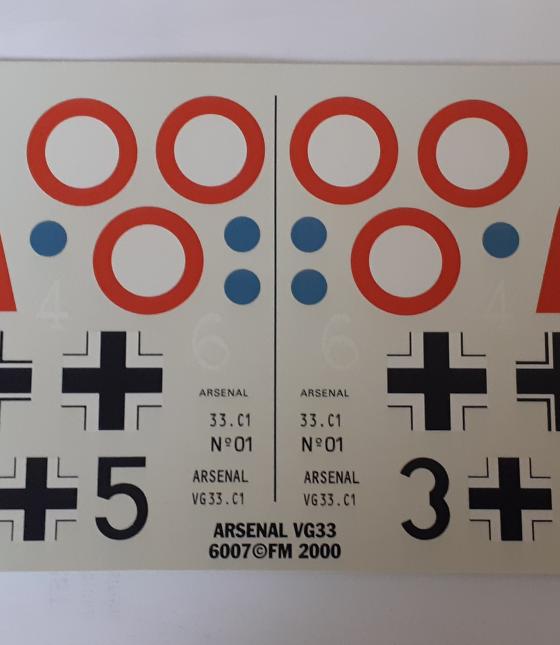 4 4
6 6
ARSENAL ARSENAL
33.C1 33.C1
Nº01 Nº01
5 ARSENAL ARSENAL 3
VG33.C1 VG33.C1
ARSENAL VG33
6007©FM 2000